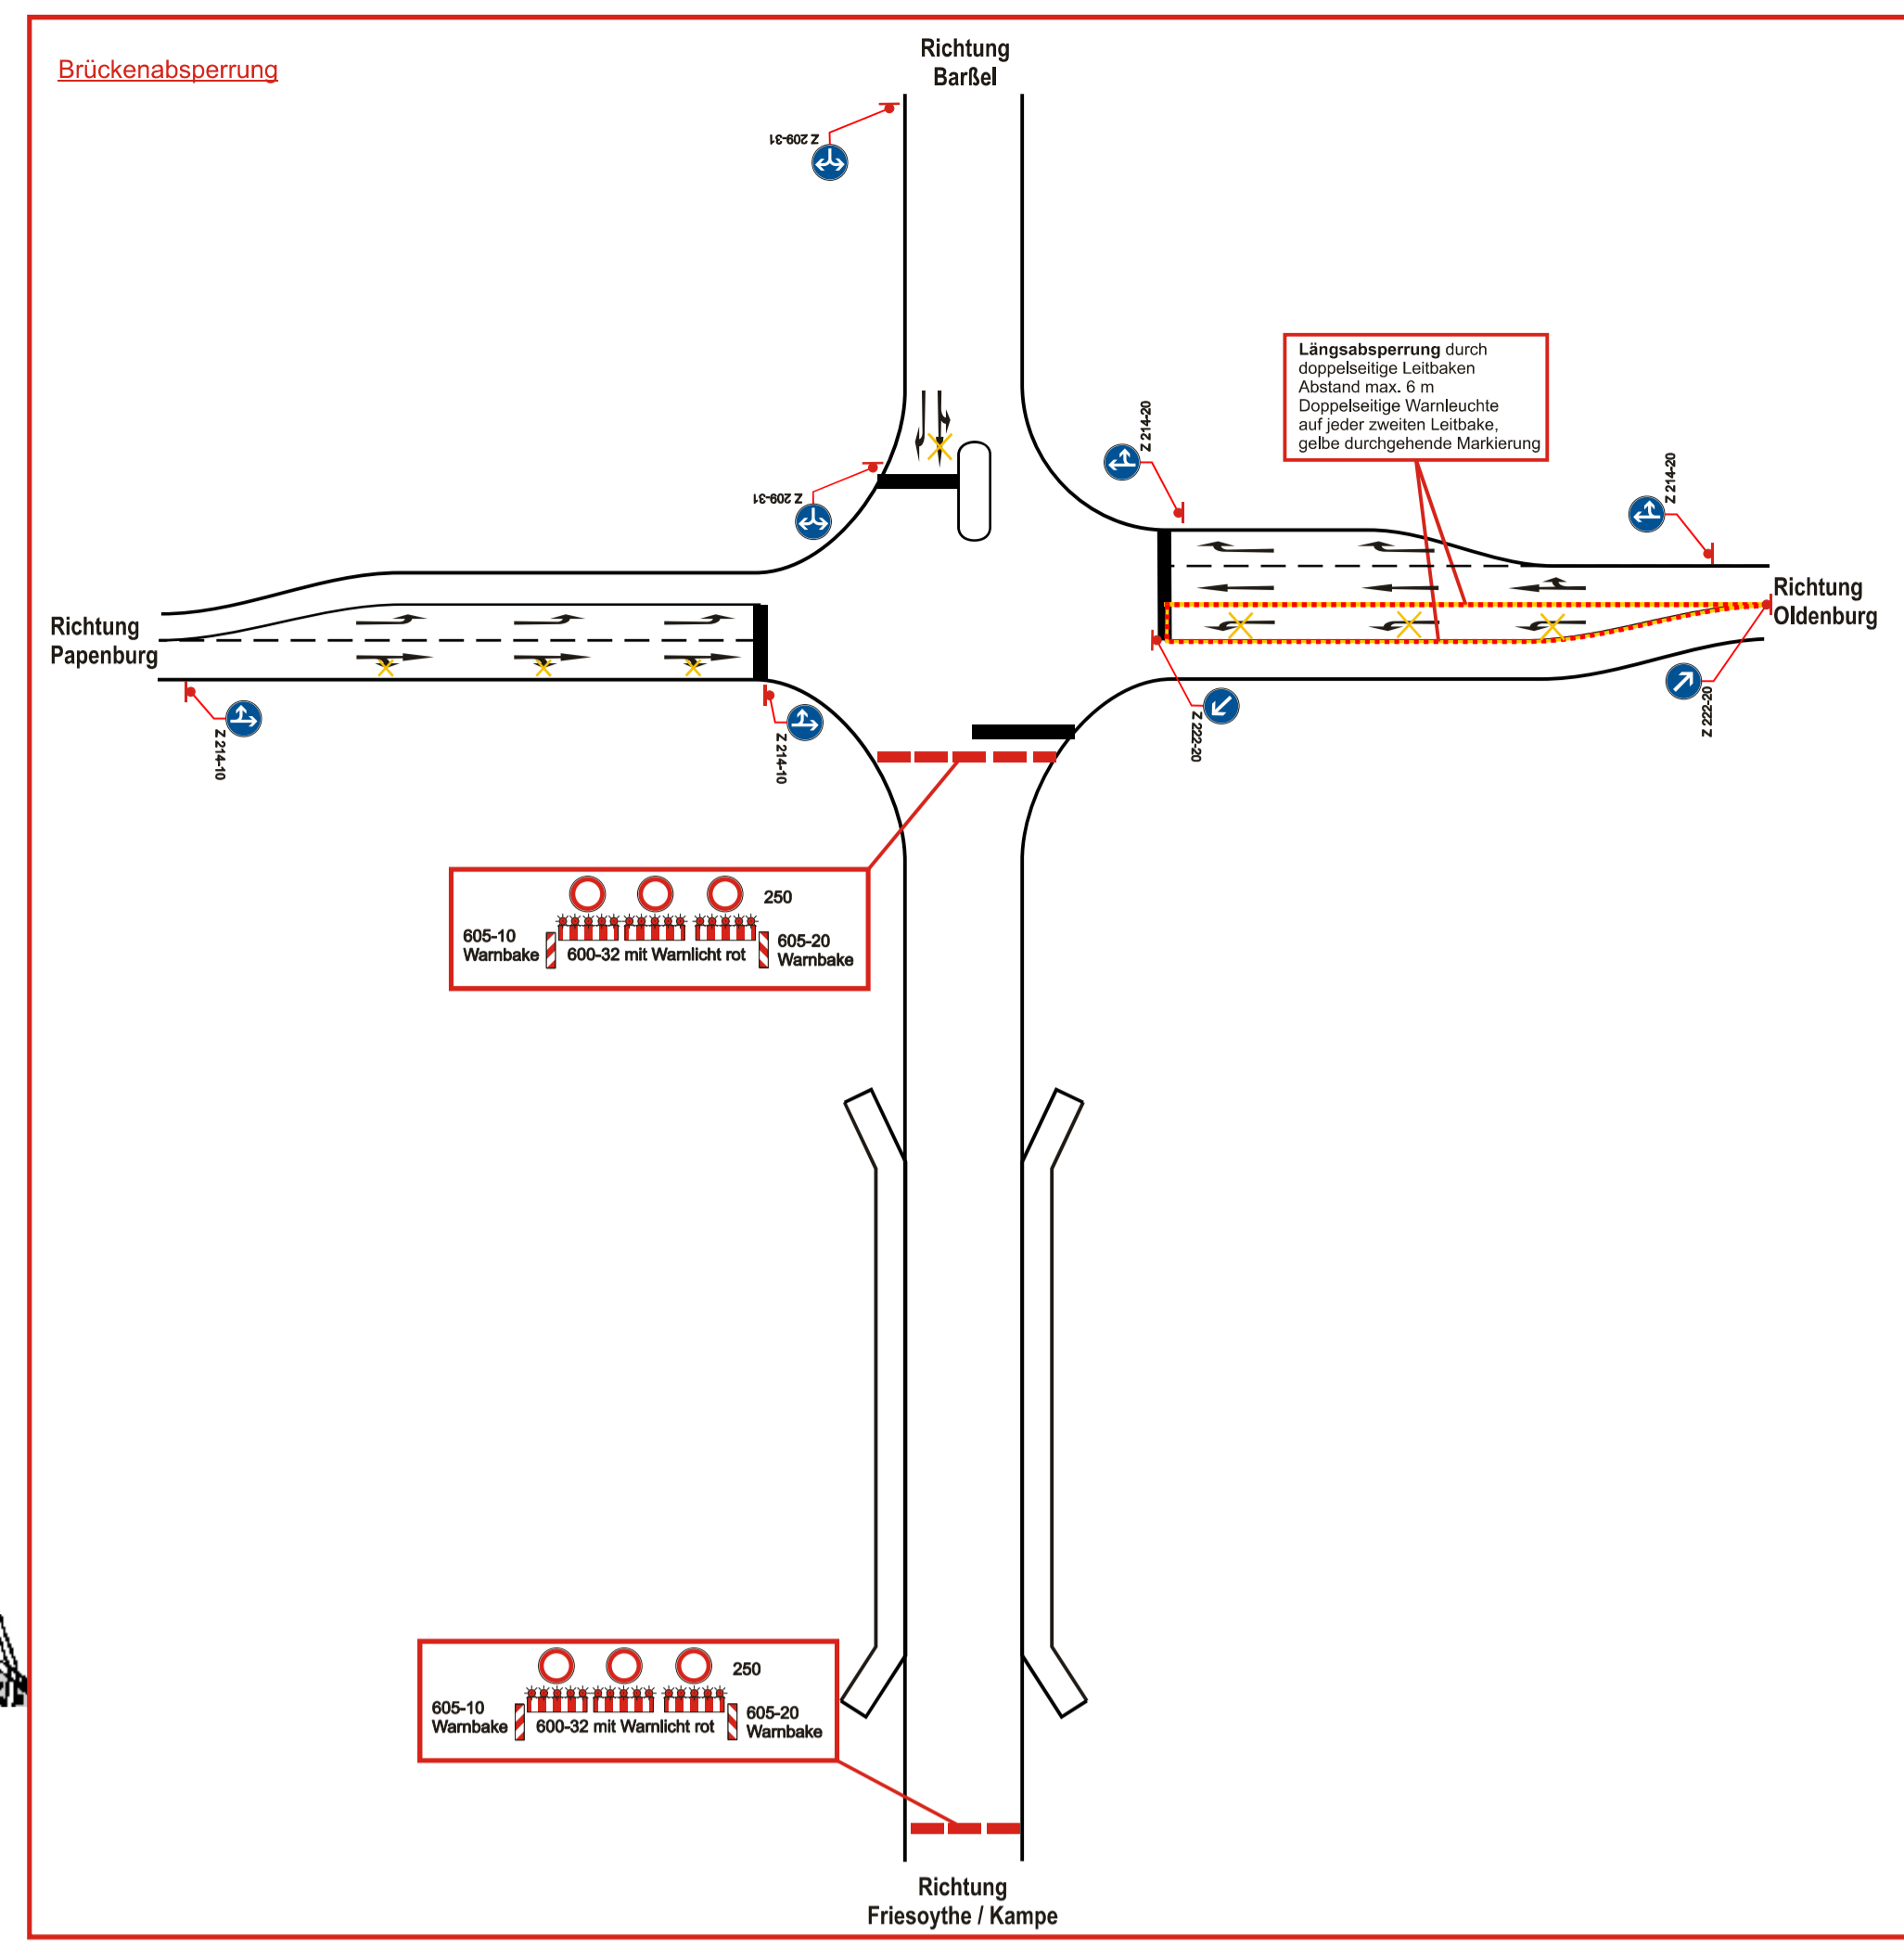 Brückenabsperrung
Richtung
Barßel
Z 209-31
Längsabsperrung durch
doppelseitige Leitbaken
Abstand max. 6 m
Doppelseitige Warnleuchte
auf jeder zweiten Leitbake,
gelbe durchgehende Markierung
Z 214-20
Z 214-20
Z 209-31
Richtung
Papenburg
Richtung
Oldenburg
Z 214-10
Z 214-10
Z 222-20
Z 222-20
250
605-10
Warnbake
600-32 mit Warnlicht rot
605-20
Warnbake
250
605-10
Warnbake
600-32 mit Warnlicht rot
605-20
Warnbake
Richtung
Friesoythe / Kampe